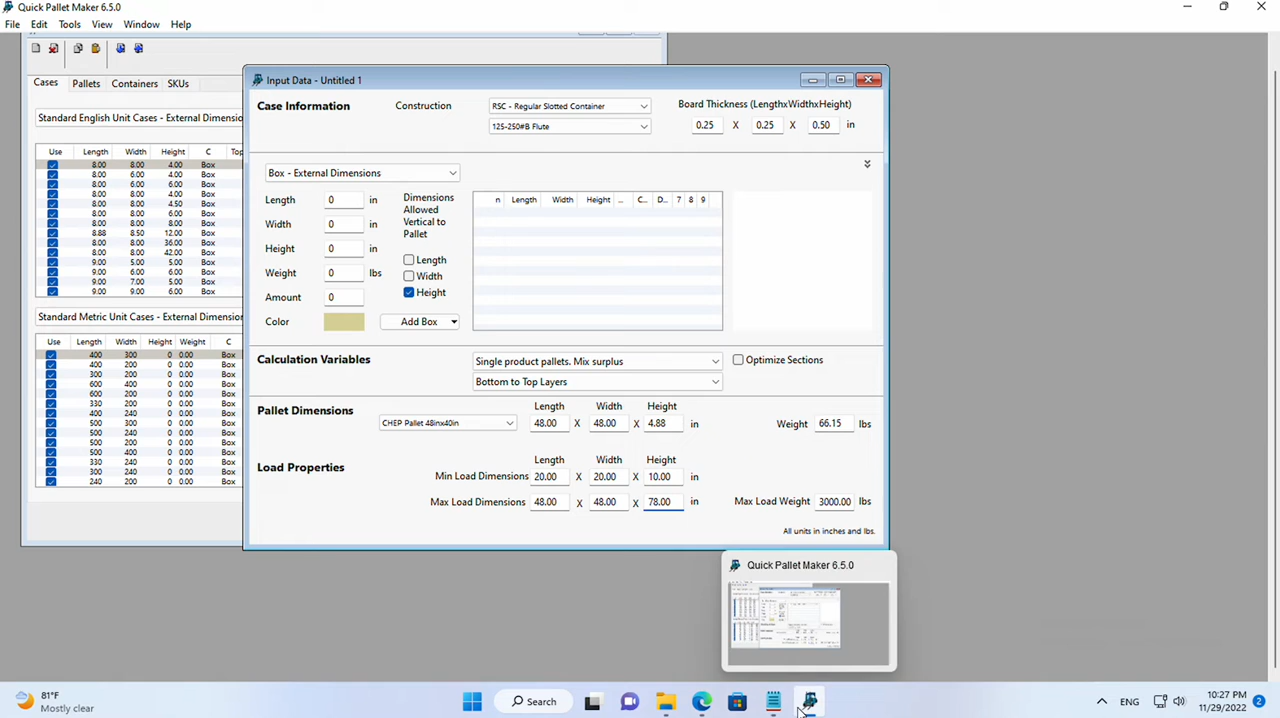 Quick Pallet Maker 6.5.0
File Edit Tools View Window Help
Cases Pallets Containers SKUs
Standard English Unit Cases - External Dimensio
Use Length Width Height C Top
8.00 8.00 4.00 Box
8.00 6.00 4.00 Box
8.00 6.00 6.00 Box
8.00 8.00 4.00 Box
8.00 8.00 4.50 Box
8.00 8.00 6.00 Box
8.00 8.00 8.00 Box
8.88 8.50 12.00 Box
8.00 8.00 36.00 Box
8.00 8.00 42.00 Box
9.00 5.00 5.00 Box
9.00 6.00 6.00 Box
9.00 7.00 5.00 Box
9.00 9.00 6.00 Box
Standard Metric Unit Cases - External Dimension
Use Length Width Height Weight C
400 300 0 0.00 Box
400 200 0 0.00 Box
300 200 0 0.00 Box
600 400 0 0.00 Box
600 200 0 0.00 Box
330 200 0 0.00 Box
400 240 0 0.00 Box
500 300 0 0.00 Box
500 240 0 0.00 Box
500 200 0 0.00 Box
500 400 0 0.00 Box
330 240 0 0.00 Box
300 240 0 0.00 Box
240 200 0 0.00 Box
Input Data - Untitled 1
Case Information
Construction
RSC - Regular Slotted Container
125-250#B Flute
Board Thickness (LengthxWidthxHeight)
0.25 X 0.25 X 0.50 in
Box - External Dimensions
Length 0 in
Width 0 in
Height 0 in
Weight 0 lbs
Amount 0
Color
Dimensions
Allowed
Vertical to
Pallet
Length
Width
Height
Add Box
n Length Width Height ... C... D... 7 8 9
Calculation Variables
Single product pallets. Mix surplus
Optimize Sections
Bottom to Top Layers
Pallet Dimensions
CHEP Pallet 48inx40in
Length Width Height
48.00 X 48.00 X 4.88 in
Weight 66.15 lbs
Load Properties
Length Width Height
Min Load Dimensions 20.00 X 20.00 X 10.00 in
Max Load Dimensions 48.00 X 48.00 X 78.00 in
Max Load Weight 3000.00 lbs
All units in inches and lbs.
Quick Pallet Maker 6.5.0
81°F
Mostly clear
Search
ENG
10:27 PM
11/29/2022
2